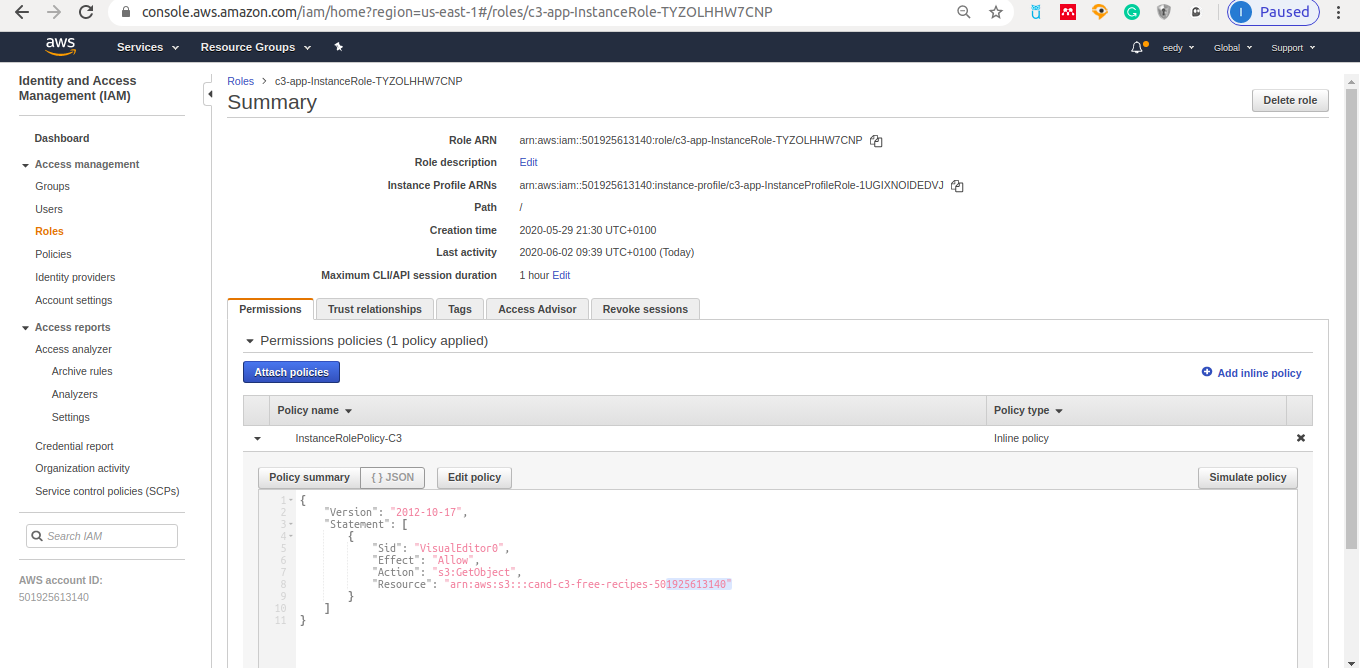 console.aws.amazon.com/iam/home?region=us-east-1#/roles/c3-app-InstanceRole-TYZOLHHW7CNP
I Paused
aws Services Resource Groups eedy Global Support
Identity and Access Management (IAM)
Dashboard
Access management
Groups
Users
Roles
Policies
Identity providers
Account settings
Access reports
Access analyzer
Archive rules
Analyzers
Settings
Credential report
Organization activity
Service control policies (SCPs)
Search IAM
AWS account ID:
501925613140
Roles > c3-app-InstanceRole-TYZOLHHW7CNP
Summary
Delete role
Role ARN arn:aws:iam::501925613140:role/c3-app-InstanceRole-TYZOLHHW7CNP
Role description Edit
Instance Profile ARNs arn:aws:iam::501925613140:instance-profile/c3-app-InstanceProfileRole-1UGIXNOIDEDVJ
Path /
Creation time 2020-05-29 21:30 UTC+0100
Last activity 2020-06-02 09:39 UTC+0100 (Today)
Maximum CLI/API session duration 1 hour Edit
Permissions Trust relationships Tags Access Advisor Revoke sessions
Permissions policies (1 policy applied)
Attach policies Add inline policy
Policy name Policy type
InstanceRolePolicy-C3 Inline policy
Policy summary { } JSON Edit policy Simulate policy
1 {
2 "Version": "2012-10-17",
3 "Statement": [
4 {
5 "Sid": "VisualEditor0",
6 "Effect": "Allow",
7 "Action": "s3:GetObject",
8 "Resource": "arn:aws:s3:::cand-c3-free-recipes-501925613140"
9 }
10 ]
11 }